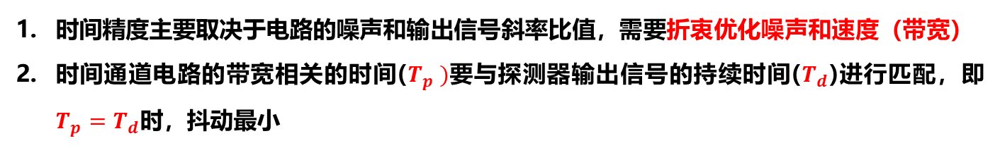 1. 时间精度主要取决于电路的噪声和输出信号斜率比值，需要折衷优化噪声和速度（带宽）
2. 时间通道电路的带宽相关的时间(Tₚ )要与探测器输出信号的持续时间(T_d)进行匹配，即
Tₚ = T_d时，抖动最小